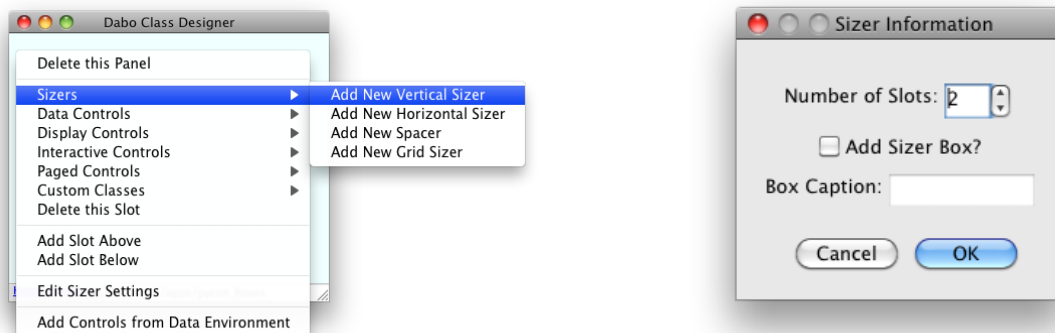 Dabo Class Designer
Delete this Panel
Sizers
Data Controls
Display Controls
Interactive Controls
Paged Controls
Custom Classes
Delete this Slot
Add Slot Above
Add Slot Below
Edit Sizer Settings
Add Controls from Data Environment
Add New Vertical Sizer
Add New Horizontal Sizer
Add New Spacer
Add New Grid Sizer
Sizer Information
Number of Slots: 2
Add Sizer Box?
Box Caption:
Cancel OK